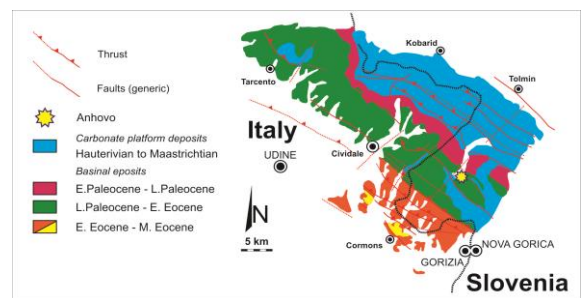 Thrust
Faults (generic)
Anhovo
Carbonate platform deposits
Hauterivian to Maastrichtian
Basinal eposits
E.Paleocene - L.Paleocene
L.Paleocene - E. Eocene
E. Eocene - M. Eocene
Kobarid
Tolmin
Tarcento
Italy
UDINE
Cividale
N
5 km
Cormons
NOVA GORICA
GORIZIA
Slovenia